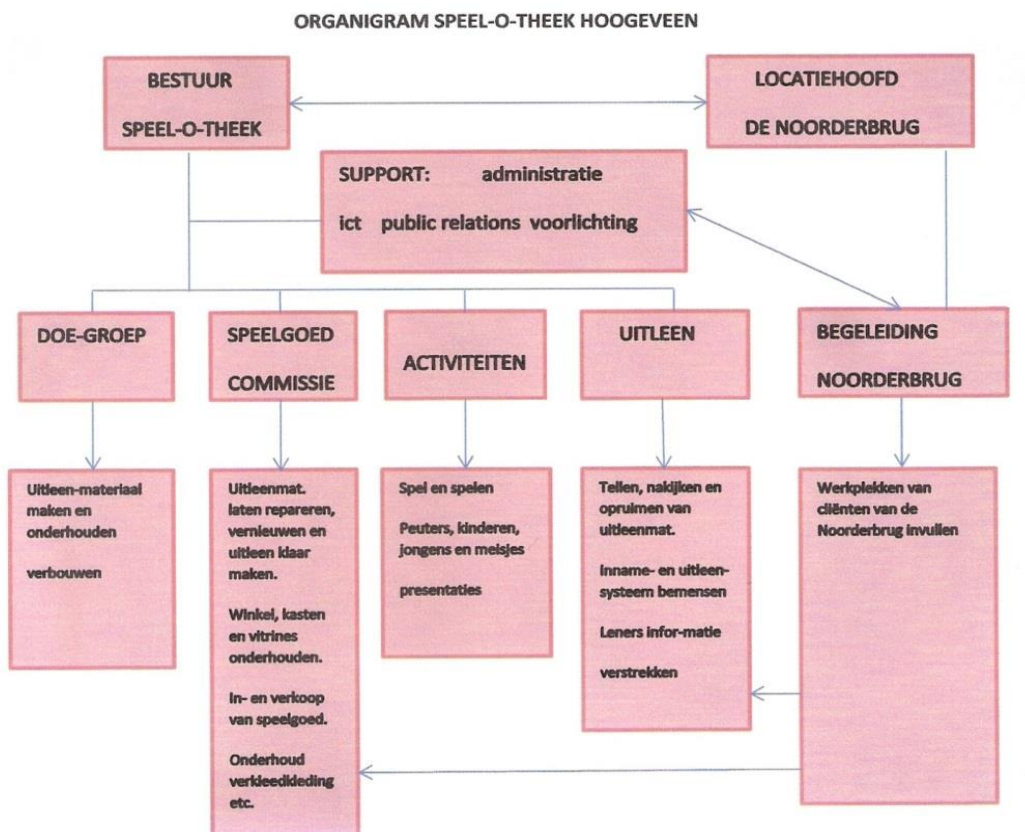 ORGANIGRAM SPEEL-O-THEEK HOOGEVEEN
BESTUUR
SPEEL-O-THEEK
LOCATIEHOOFD
DE NOORDERBRUG
SUPPORT: administratie
ict public relations voorlichting
DOE-GROEP
SPEELGOED
COMMISSIE
ACTIVITEITEN
UITLEEN
BEGELEIDING
NOORDERBRUG
Uitleen-materiaal
maken en
onderhouden
verbouwen
Uitleenmat.
laten repareren,
vernieuwen en
uitleen klaar
maken.
Winkel, kasten
en vitrines
onderhouden.
In- en verkoop
van speelgoed.
Onderhoud
verkleedkleding
etc.
Spel en spelen
Peuters, kinderen,
jongens en meisjes
presentaties
Tellen, nakijken en
opruimen van
uitleenmat.
Inname- en uitleen-
systeem bemensen
Leners infor-matie
verstrekken
Werkplekken van
cliënten van de
Noorderbrug invullen